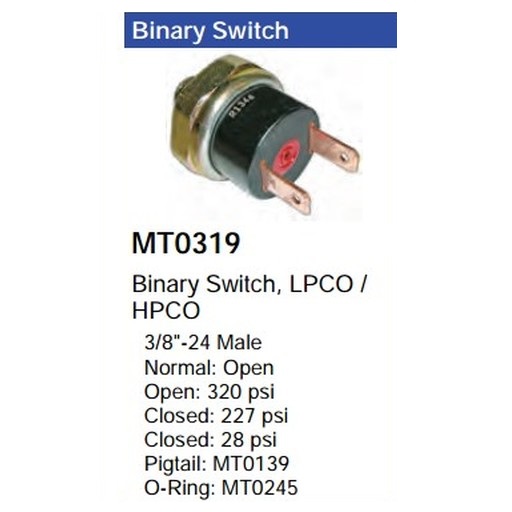 Binary Switch
R134a
MT0319
Binary Switch, LPCO /
HPCO
3/8"-24 Male
Normal: Open
Open: 320 psi
Closed: 227 psi
Closed: 28 psi
Pigtail: MT0139
O-Ring: MT0245